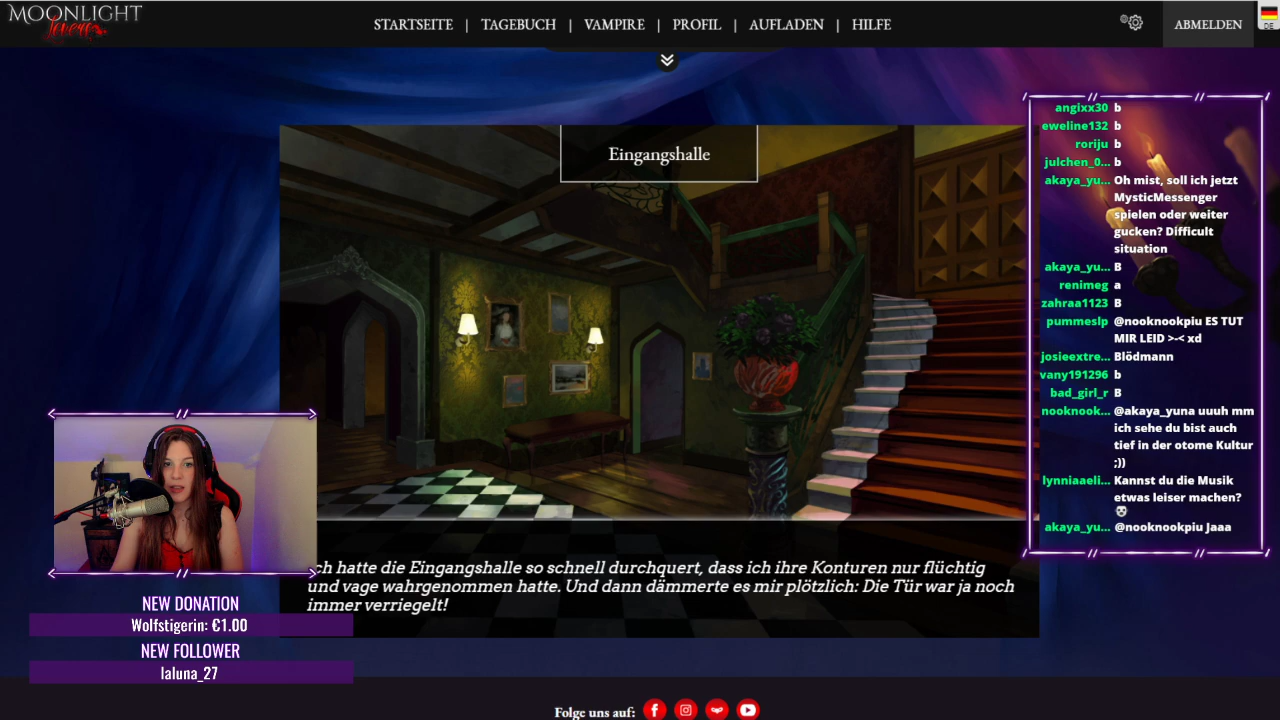 MOONLIGHT
Lovers
STARTSEITE | TAGEBUCH | VAMPIRE | PROFIL | AUFLADEN | HILFE
ABMELDEN
DE
Eingangshalle
angixx30 b
eweline132 b
roriju b
julchen_0... b
akaya_yu... Oh mist, soll ich jetzt
MysticMessenger
spielen oder weiter
gucken? Difficult
situation
akaya_yu... B
renimeg a
zahraa1123 B
pummeslp @nooknookpiu ES TUT
MIR LEID >-< xd
josieextre... Blödmann
vany191296 b
bad_girl_r B
nooknook... @akaya_yuna uuuh mm
ich sehe du bist auch
tief in der otome Kultur
;))
lynniaaeli... Kannst du die Musik
etwas leiser machen?
akaya_yu... @nooknookpiu Jaaa
ch hatte die Eingangshalle so schnell durchquert, dass ich ihre Konturen nur flüchtig
und vage wahrgenommen hatte. Und dann dämmerte es mir plötzlich: Die Tür war ja noch
immer verriegelt!
NEW DONATION
Wolfstigerin: €1.00
NEW FOLLOWER
laluna_27
Folge uns auf: